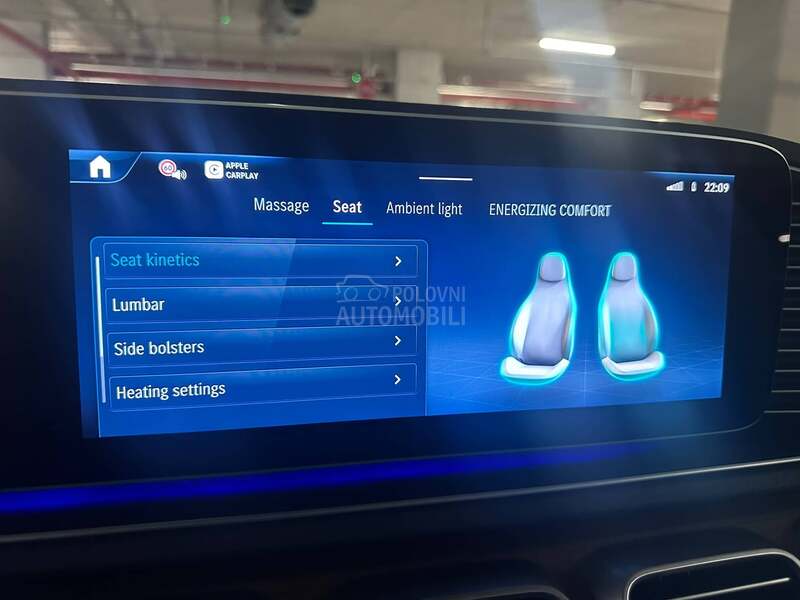 APPLE
CARPLAY
22:09
Massage
Seat
Ambient light
ENERGIZING COMFORT
Seat kinetics
Lumbar
Side bolsters
Heating settings
POLOVNI
AUTOMOBILI